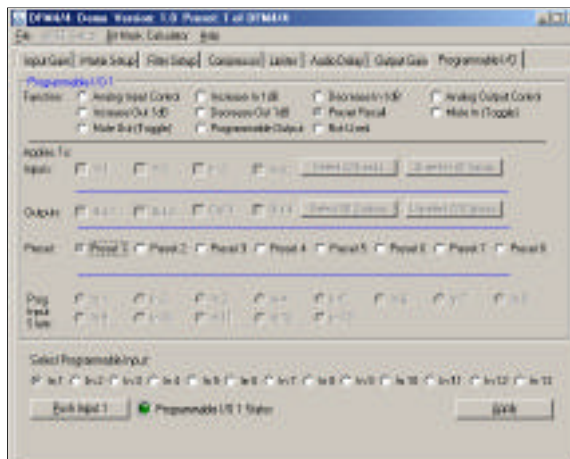 DFM4/4 Demo Version: 1.0 Preset: 1 of DFM4/4
File Bit Mask Calculator Help
Input Gain Matrix Setup Filter Setup Compressor Limiter Audio Delay Output Gain Programmable I/O
Programmable I/O 1
Function: Analog Input Control Increase In 1dB Decrease In 1dB Analog Output Control
Increase Out 1dB Decrease Out 1dB Preset Recall Mute In (Toggle)
Mute Out (Toggle) Programmable Output Not Used
Applies To:
Inputs:
Outputs:
Preset: Preset 1 Preset 2 Preset 3 Preset 4 Preset 5 Preset 6 Preset 7 Preset 8
Prog Input
Select Programmable Input:
In 1 In 2 In 3 In 4 In 5 In 6 In 7 In 8 In 9 In 10 In 11 In 12 In 13
Push Input 1 Programmable I/O 1 Status Apply